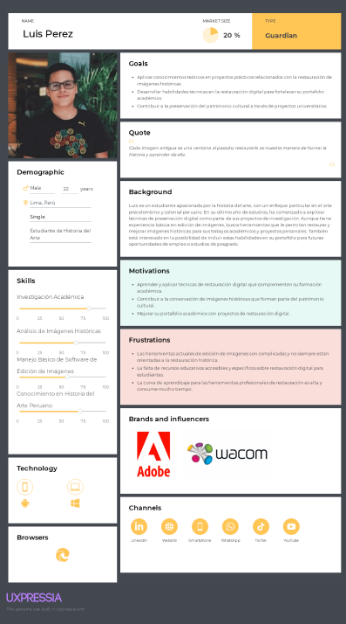 NAME
Luis Perez
MARKET SIZE
20 %
TYPE
Guardian
Demographic
Male
22 years
Lima, Perú
Single
Estudiante de Historia del
Arte
Skills
Investigación Académica
0 25 50 75 100
Análisis de Imágenes Históricas
0 25 50 75 100
Manejo Básico de Software de
Edición de Imágenes
0 25 50 75 100
Conocimiento en Historia del
Arte Peruano
0 25 50 75 100
Technology
Browsers
Goals
Aplicar conocimientos teóricos en proyectos prácticos relacionados con la restauración de
imágenes históricas.
Desarrollar habilidades técnicas en la restauración digital para fortalecer su portafolio
académico.
Contribuir a la preservación del patrimonio cultural a través de proyectos universitarios.
Quote
Cada imagen antigua es una ventana al pasado; restaurarla es nuestra manera de honrar la
historia y aprender de ella.
Background
Luis es un estudiante apasionado por la historia del arte, con un enfoque particular en el arte
precolombino y colonial peruano. En su último año de estudios, ha comenzado a explorar
técnicas de preservación digital como parte de sus proyectos de investigación. Aunque tiene
experiencia básica en edición de imágenes, busca herramientas que le permitan restaurar y
mejorar imágenes históricas para sus trabajos académicos y proyectos personales. También
está interesado en la posibilidad de incluir estas habilidades en su portafolio para futuras
oportunidades de empleo o estudios de posgrado.
Motivations
Aprender y aplicar técnicas de restauración digital que complementen su formación
académica.
Contribuir a la conservación de imágenes históricas que forman parte del patrimonio
cultural.
Mejorar su portafolio académico con proyectos de restauración digital.
Frustrations
Las herramientas actuales de edición de imágenes son complicadas y no siempre están
orientadas a la restauración histórica.
La falta de recursos educativos accesibles y específicos sobre restauración digital para
estudiantes.
La curva de aprendizaje para las herramientas profesionales de restauración es alta y
consume mucho tiempo.
Brands and influencers
Adobe
wacom
Channels
LinkedIn Website Smartphone WhatsApp Youtube
UXPRESSIA